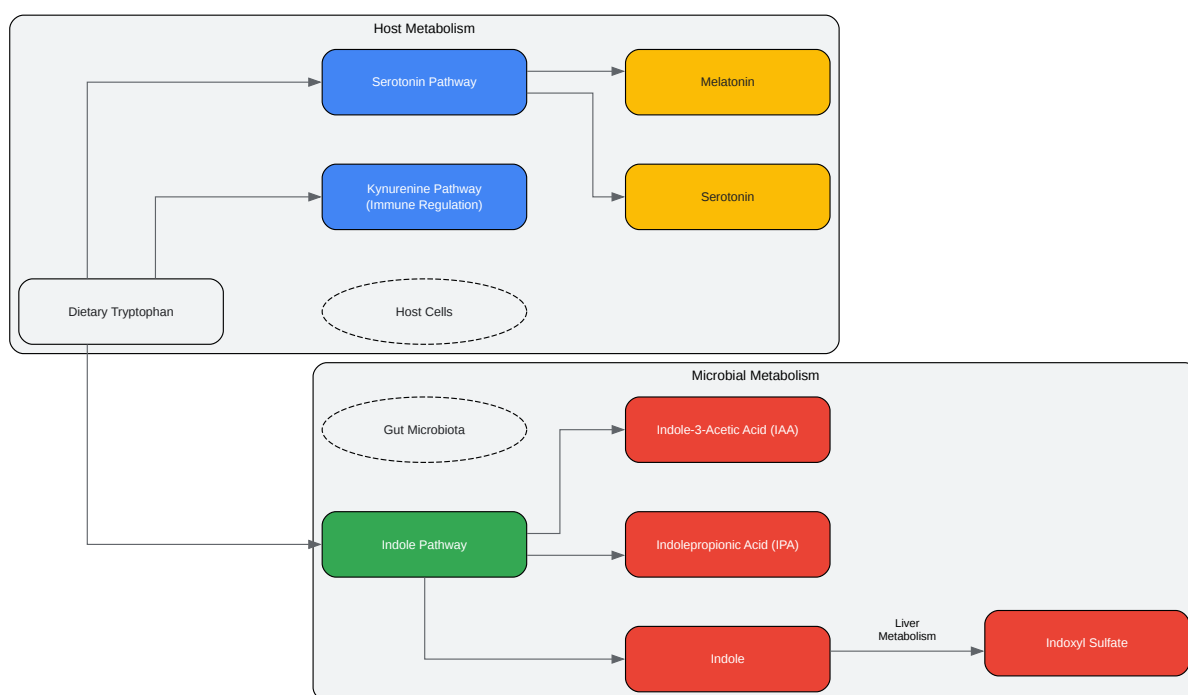 Host Metabolism
Serotonin Pathway
Melatonin
Kynurenine Pathway
(Immune Regulation)
Serotonin
Dietary Tryptophan
Host Cells
Microbial Metabolism
Gut Microbiota
Indole-3-Acetic Acid (IAA)
Indole Pathway
Indolepropionic Acid (IPA)
Indole
Liver
Metabolism
Indoxyl Sulfate